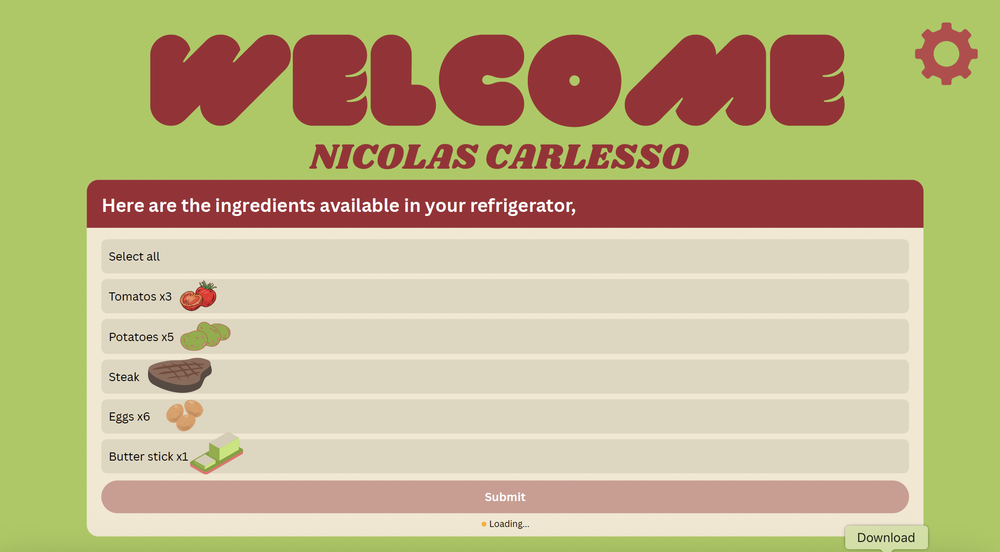 WELCOME
NICOLAS CARLESSO
Here are the ingredients available in your refrigerator,
Select all
Tomatos x3
Potatoes x5
Steak
Eggs x6
Butter stick x1
Submit
Loading...
Download